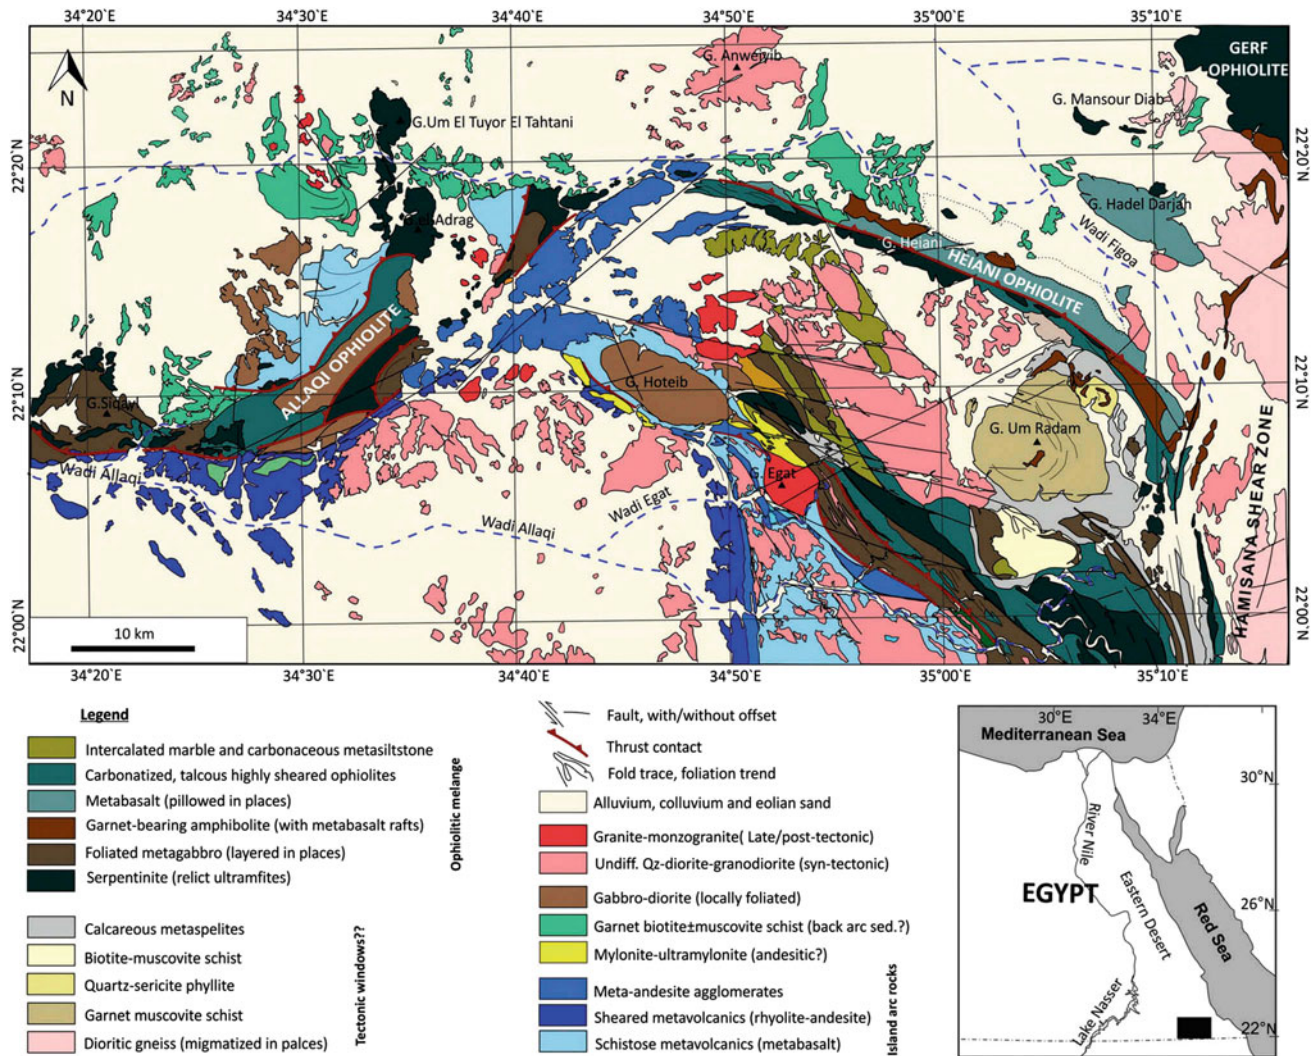 34°20'E 34°30'E 34°40'E 34°50'E 35°00'E 35°10'E
N
G. Anweiyib
GERF
OPHIOLITE
G. Mansour Diab
G.Um El Tuyor El Tahtani
22°20'N 22°20'N
G. Hadel Darjah
Adrag
Wadi Figoa
G. Heiani
HEIANI OPHIOLITE
ALLAQI OPHIOLITE
22°10'N 22°10'N
G. Hoteib
G.Siqayl
G. Um Radam
Wadi Allaqi
G. Egat
Wadi Egat
Wadi Allaqi
HAMISANA SHEAR ZONE
22°00'N 22°00'N
10 km
34°20'E 34°30'E 34°40'E 34°50'E 35°00'E 35°10'E
Legend
Intercalated marble and carbonaceous metasiltstone
Carbonatized, talcous highly sheared ophiolites
Metabasalt (pillowed in places)
Garnet-bearing amphibolite (with metabasalt rafts)
Foliated metagabbro (layered in places)
Serpentinite (relict ultramfites)
Ophiolitic melange
Calcareous metaspelites
Biotite-muscovite schist
Quartz-sericite phyllite
Garnet muscovite schist
Dioritic gneiss (migmatized in palces)
Tectonic windows??
Fault, with/without offset
Thrust contact
Fold trace, foliation trend
Alluvium, colluvium and eolian sand
Granite-monzogranite( Late/post-tectonic)
Undiff. Qz-diorite-granodiorite (syn-tectonic)
Gabbro-diorite (locally foliated)
Garnet biotite±muscovite schist (back arc sed.?)
Mylonite-ultramylonite (andesitic?)
Meta-andesite agglomerates
Sheared metavolcanics (rhyolite-andesite)
Schistose metavolcanics (metabasalt)
Island arc rocks
30°E 34°E
Mediterranean Sea
30°N
River Nile
EGYPT
Eastern Desert
26°N
Red Sea
Lake Nasser
22°N